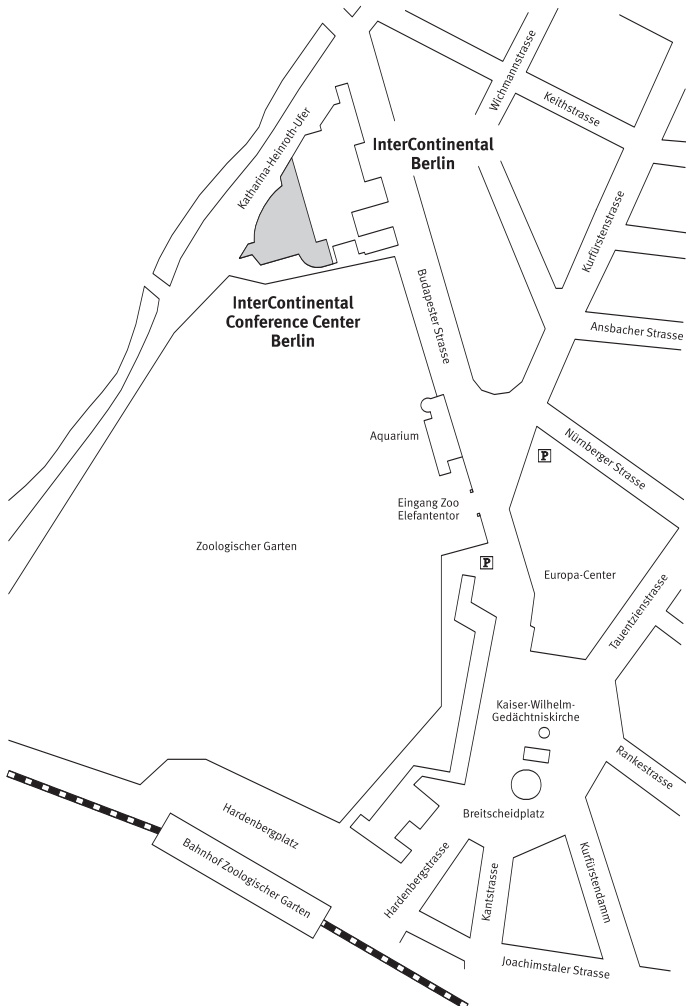 Wichmannstrasse
Keithstrasse
Katharina-Heinroth-Ufer
InterContinental
Berlin
Kurfürstenstrasse
InterContinental
Conference Center
Berlin
Budapester Strasse
Ansbacher Strasse
Aquarium
Nürnberger Strasse
P
Eingang Zoo
Elefantentor
Zoologischer Garten
P
Europa-Center
Tauentzienstrasse
Kaiser-Wilhelm-
Gedächtniskirche
Rankestrasse
Breitscheidplatz
Hardenbergplatz
Bahnhof Zoologischer Garten
Hardenbergstrasse
Kantstrasse
Kurfürstendamm
Joachimstaler Strasse